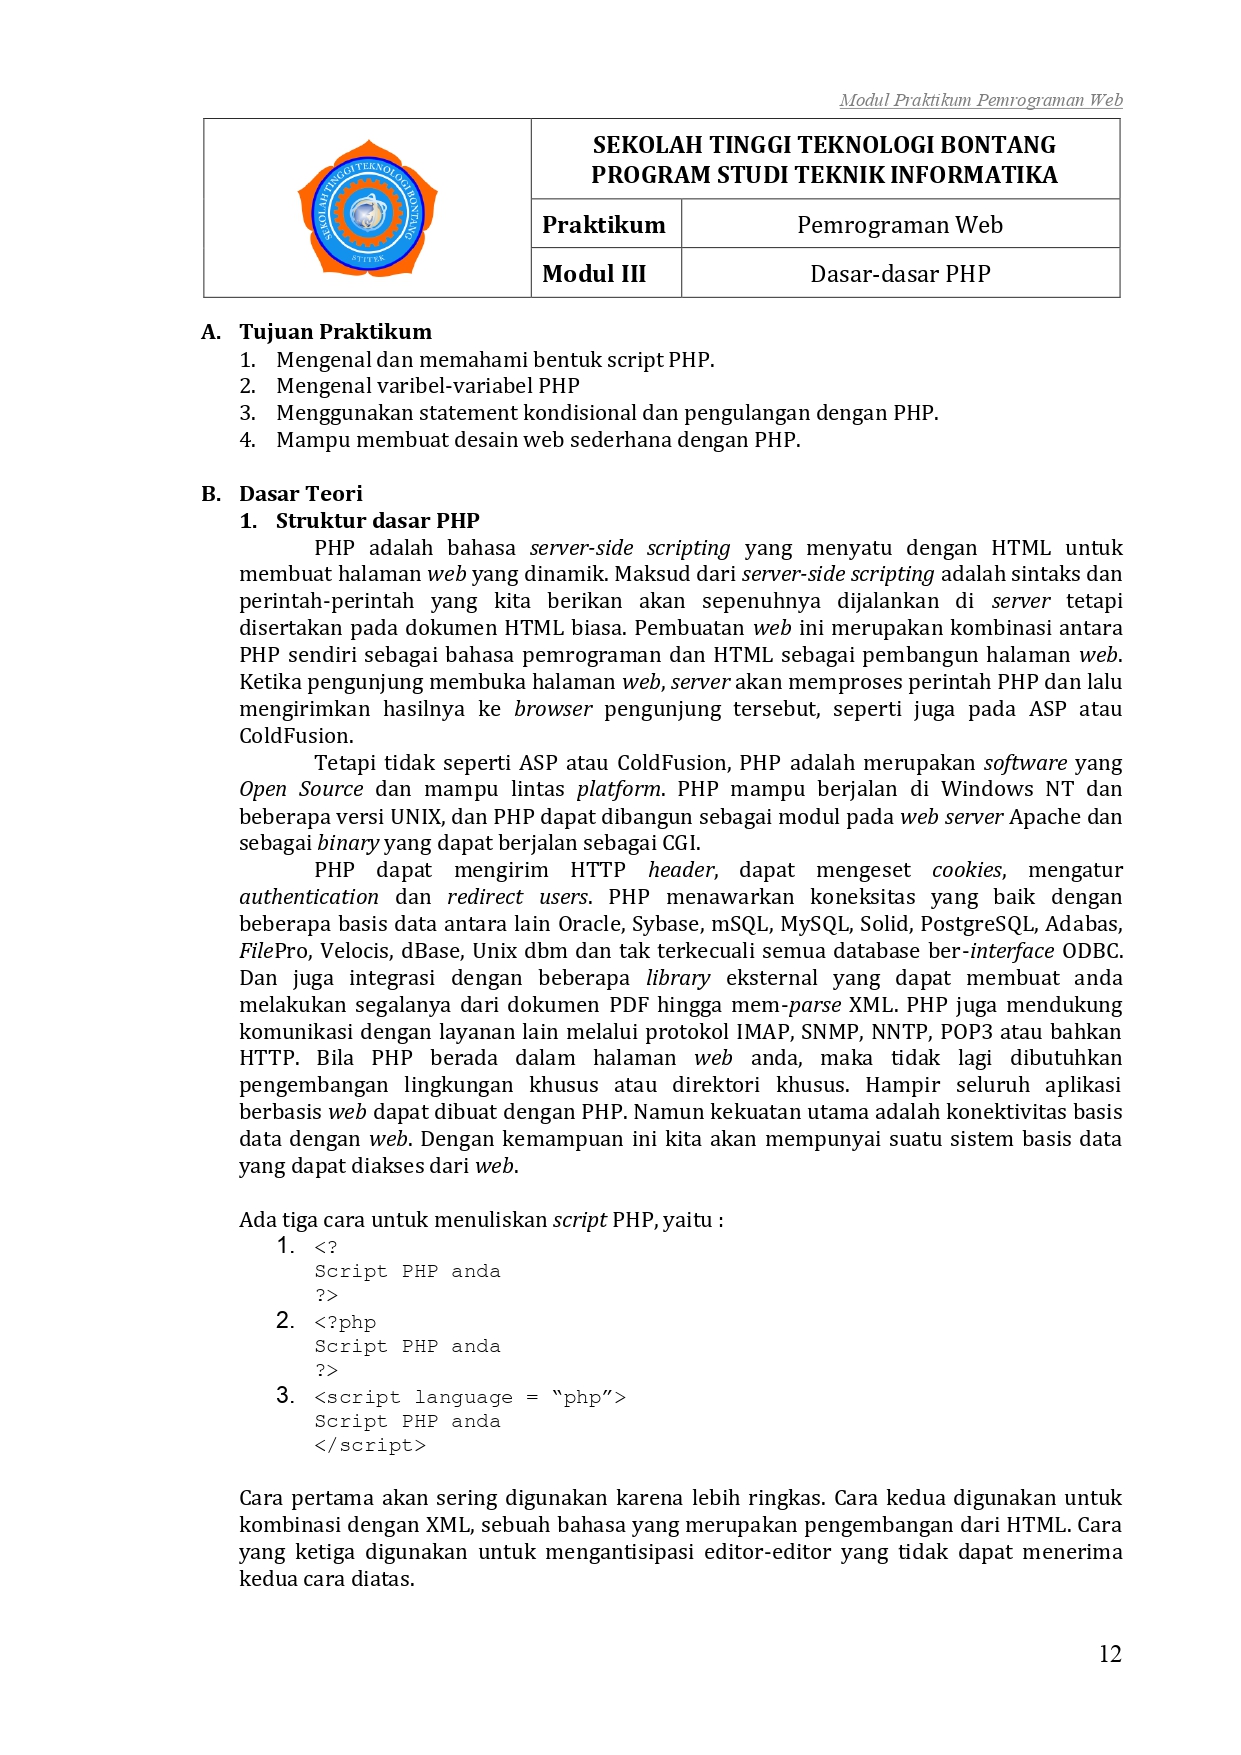 Modul Praktikum Pemrograman Web
SEKOLAH TINGGI TEKNOLOGI BONTANG
STITEK
SEKOLAH TINGGI TEKNOLOGI BONTANG
PROGRAM STUDI TEKNIK INFORMATIKA
Praktikum Pemrograman Web
Modul III Dasar-dasar PHP
A. Tujuan Praktikum
1. Mengenal dan memahami bentuk script PHP.
2. Mengenal varibel-variabel PHP
3. Menggunakan statement kondisional dan pengulangan dengan PHP.
4. Mampu membuat desain web sederhana dengan PHP.
B. Dasar Teori
1. Struktur dasar PHP
PHP adalah bahasa server-side scripting yang menyatu dengan HTML untuk
membuat halaman web yang dinamik. Maksud dari server-side scripting adalah sintaks dan
perintah-perintah yang kita berikan akan sepenuhnya dijalankan di server tetapi
disertakan pada dokumen HTML biasa. Pembuatan web ini merupakan kombinasi antara
PHP sendiri sebagai bahasa pemrograman dan HTML sebagai pembangun halaman web.
Ketika pengunjung membuka halaman web, server akan memproses perintah PHP dan lalu
mengirimkan hasilnya ke browser pengunjung tersebut, seperti juga pada ASP atau
ColdFusion.
Tetapi tidak seperti ASP atau ColdFusion, PHP adalah merupakan software yang
Open Source dan mampu lintas platform. PHP mampu berjalan di Windows NT dan
beberapa versi UNIX, dan PHP dapat dibangun sebagai modul pada web server Apache dan
sebagai binary yang dapat berjalan sebagai CGI.
PHP dapat mengirim HTTP header, dapat mengeset cookies, mengatur
authentication dan redirect users. PHP menawarkan koneksitas yang baik dengan
beberapa basis data antara lain Oracle, Sybase, mSQL, MySQL, Solid, PostgreSQL, Adabas,
FilePro, Velocis, dBase, Unix dbm dan tak terkecuali semua database ber-interface ODBC.
Dan juga integrasi dengan beberapa library eksternal yang dapat membuat anda
melakukan segalanya dari dokumen PDF hingga mem-parse XML. PHP juga mendukung
komunikasi dengan layanan lain melalui protokol IMAP, SNMP, NNTP, POP3 atau bahkan
HTTP. Bila PHP berada dalam halaman web anda, maka tidak lagi dibutuhkan
pengembangan lingkungan khusus atau direktori khusus. Hampir seluruh aplikasi
berbasis web dapat dibuat dengan PHP. Namun kekuatan utama adalah konektivitas basis
data dengan web. Dengan kemampuan ini kita akan mempunyai suatu sistem basis data
yang dapat diakses dari web.
Ada tiga cara untuk menuliskan script PHP, yaitu :
1. <?
Script PHP anda
?>
2. <?php
Script PHP anda
?>
3. <script language = “php”>
Script PHP anda
</script>
Cara pertama akan sering digunakan karena lebih ringkas. Cara kedua digunakan untuk
kombinasi dengan XML, sebuah bahasa yang merupakan pengembangan dari HTML. Cara
yang ketiga digunakan untuk mengantisipasi editor-editor yang tidak dapat menerima
kedua cara diatas.
12